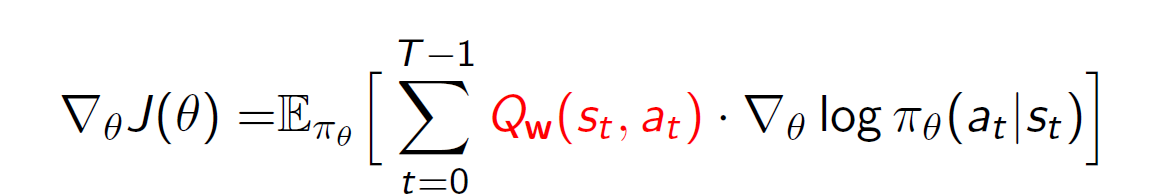 ∇_θ J(θ) = 𝔼_{π_θ} [ ∑_{t=0}^{T−1} Q_𝐰(s_t, a_t) · ∇_θ log π_θ(a_t|s_t) ]